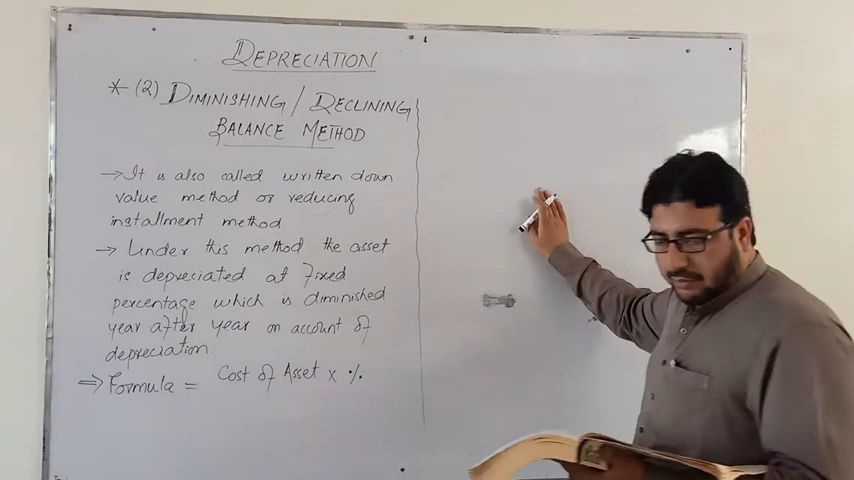 DEPRECIATION
* (2) DIMINISHING / DECLINING
BALANCE METHOD
→ It is also called written down
value method or reducing
installment method
→ Under this method the asset
is depreciated at fixed
percentage which is diminished
year after year on account of
depreciation.
⇒ Formula = Cost of Asset × %